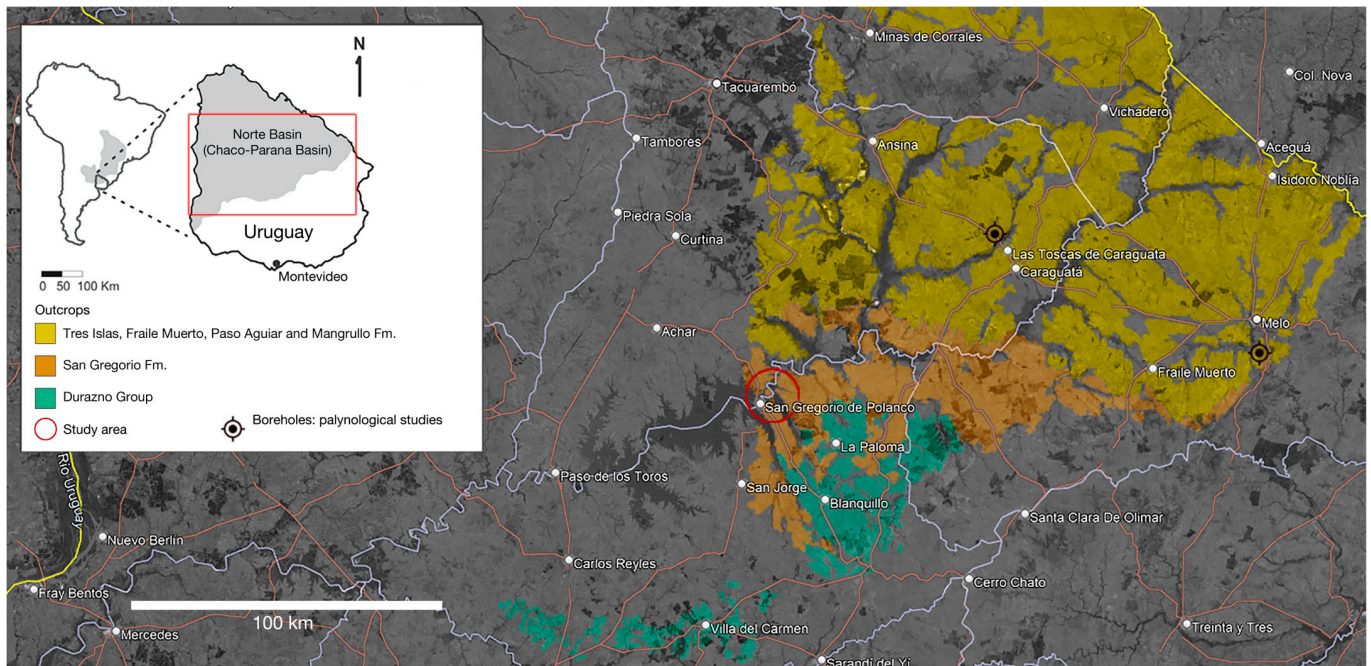 N
Norte Basin
(Chaco-Parana Basin)
Uruguay
Montevideo
0 50 100 Km
Outcrops
Tres Islas, Fraile Muerto, Paso Aguiar and Mangrullo Fm.
San Gregorio Fm.
Durazno Group
Study area
Boreholes: palynological studies
Minas de Corrales
Col. Nova
Tacuarembó
Vichadero
Tambores
Ansina
Aceguá
Isidoro Noblía
Piedra Sola
Curtina
Las Toscas de Caraguata
Caraguatá
Achar
Melo
Fraile Muerto
San Gregorio de Polanco
La Paloma
Paso de los Toros
San Jorge
Blanquillo
Santa Clara De Olimar
Río Uruguay
Nuevo Berlín
Carlos Reyles
Cerro Chato
Fray Bentos
100 km
Mercedes
Villa del Carmen
Treinta y Tres
Sarandí del Yí